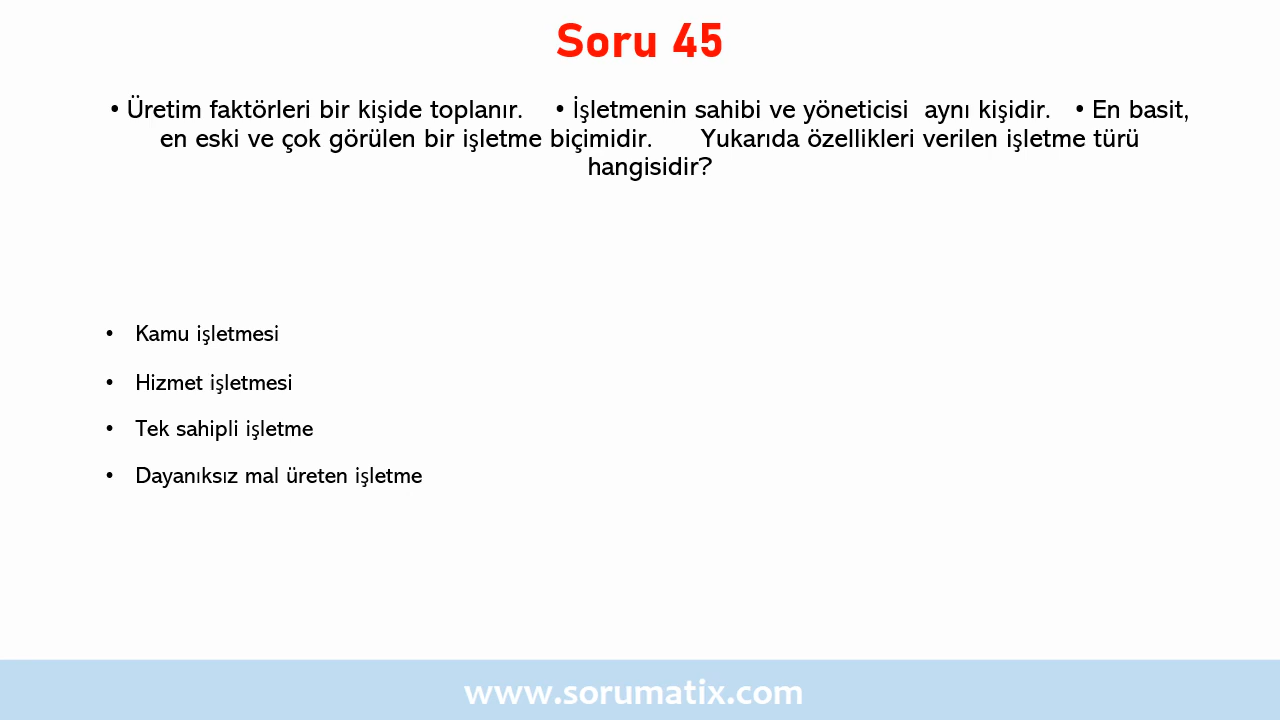 Soru 45
• Üretim faktörleri bir kişide toplanır. • İşletmenin sahibi ve yöneticisi aynı kişidir. • En basit,
en eski ve çok görülen bir işletme biçimidir. Yukarıda özellikleri verilen işletme türü
hangisidir?
• Kamu işletmesi
• Hizmet işletmesi
• Tek sahipli işletme
• Dayanıksız mal üreten işletme
www.sorumatix.com